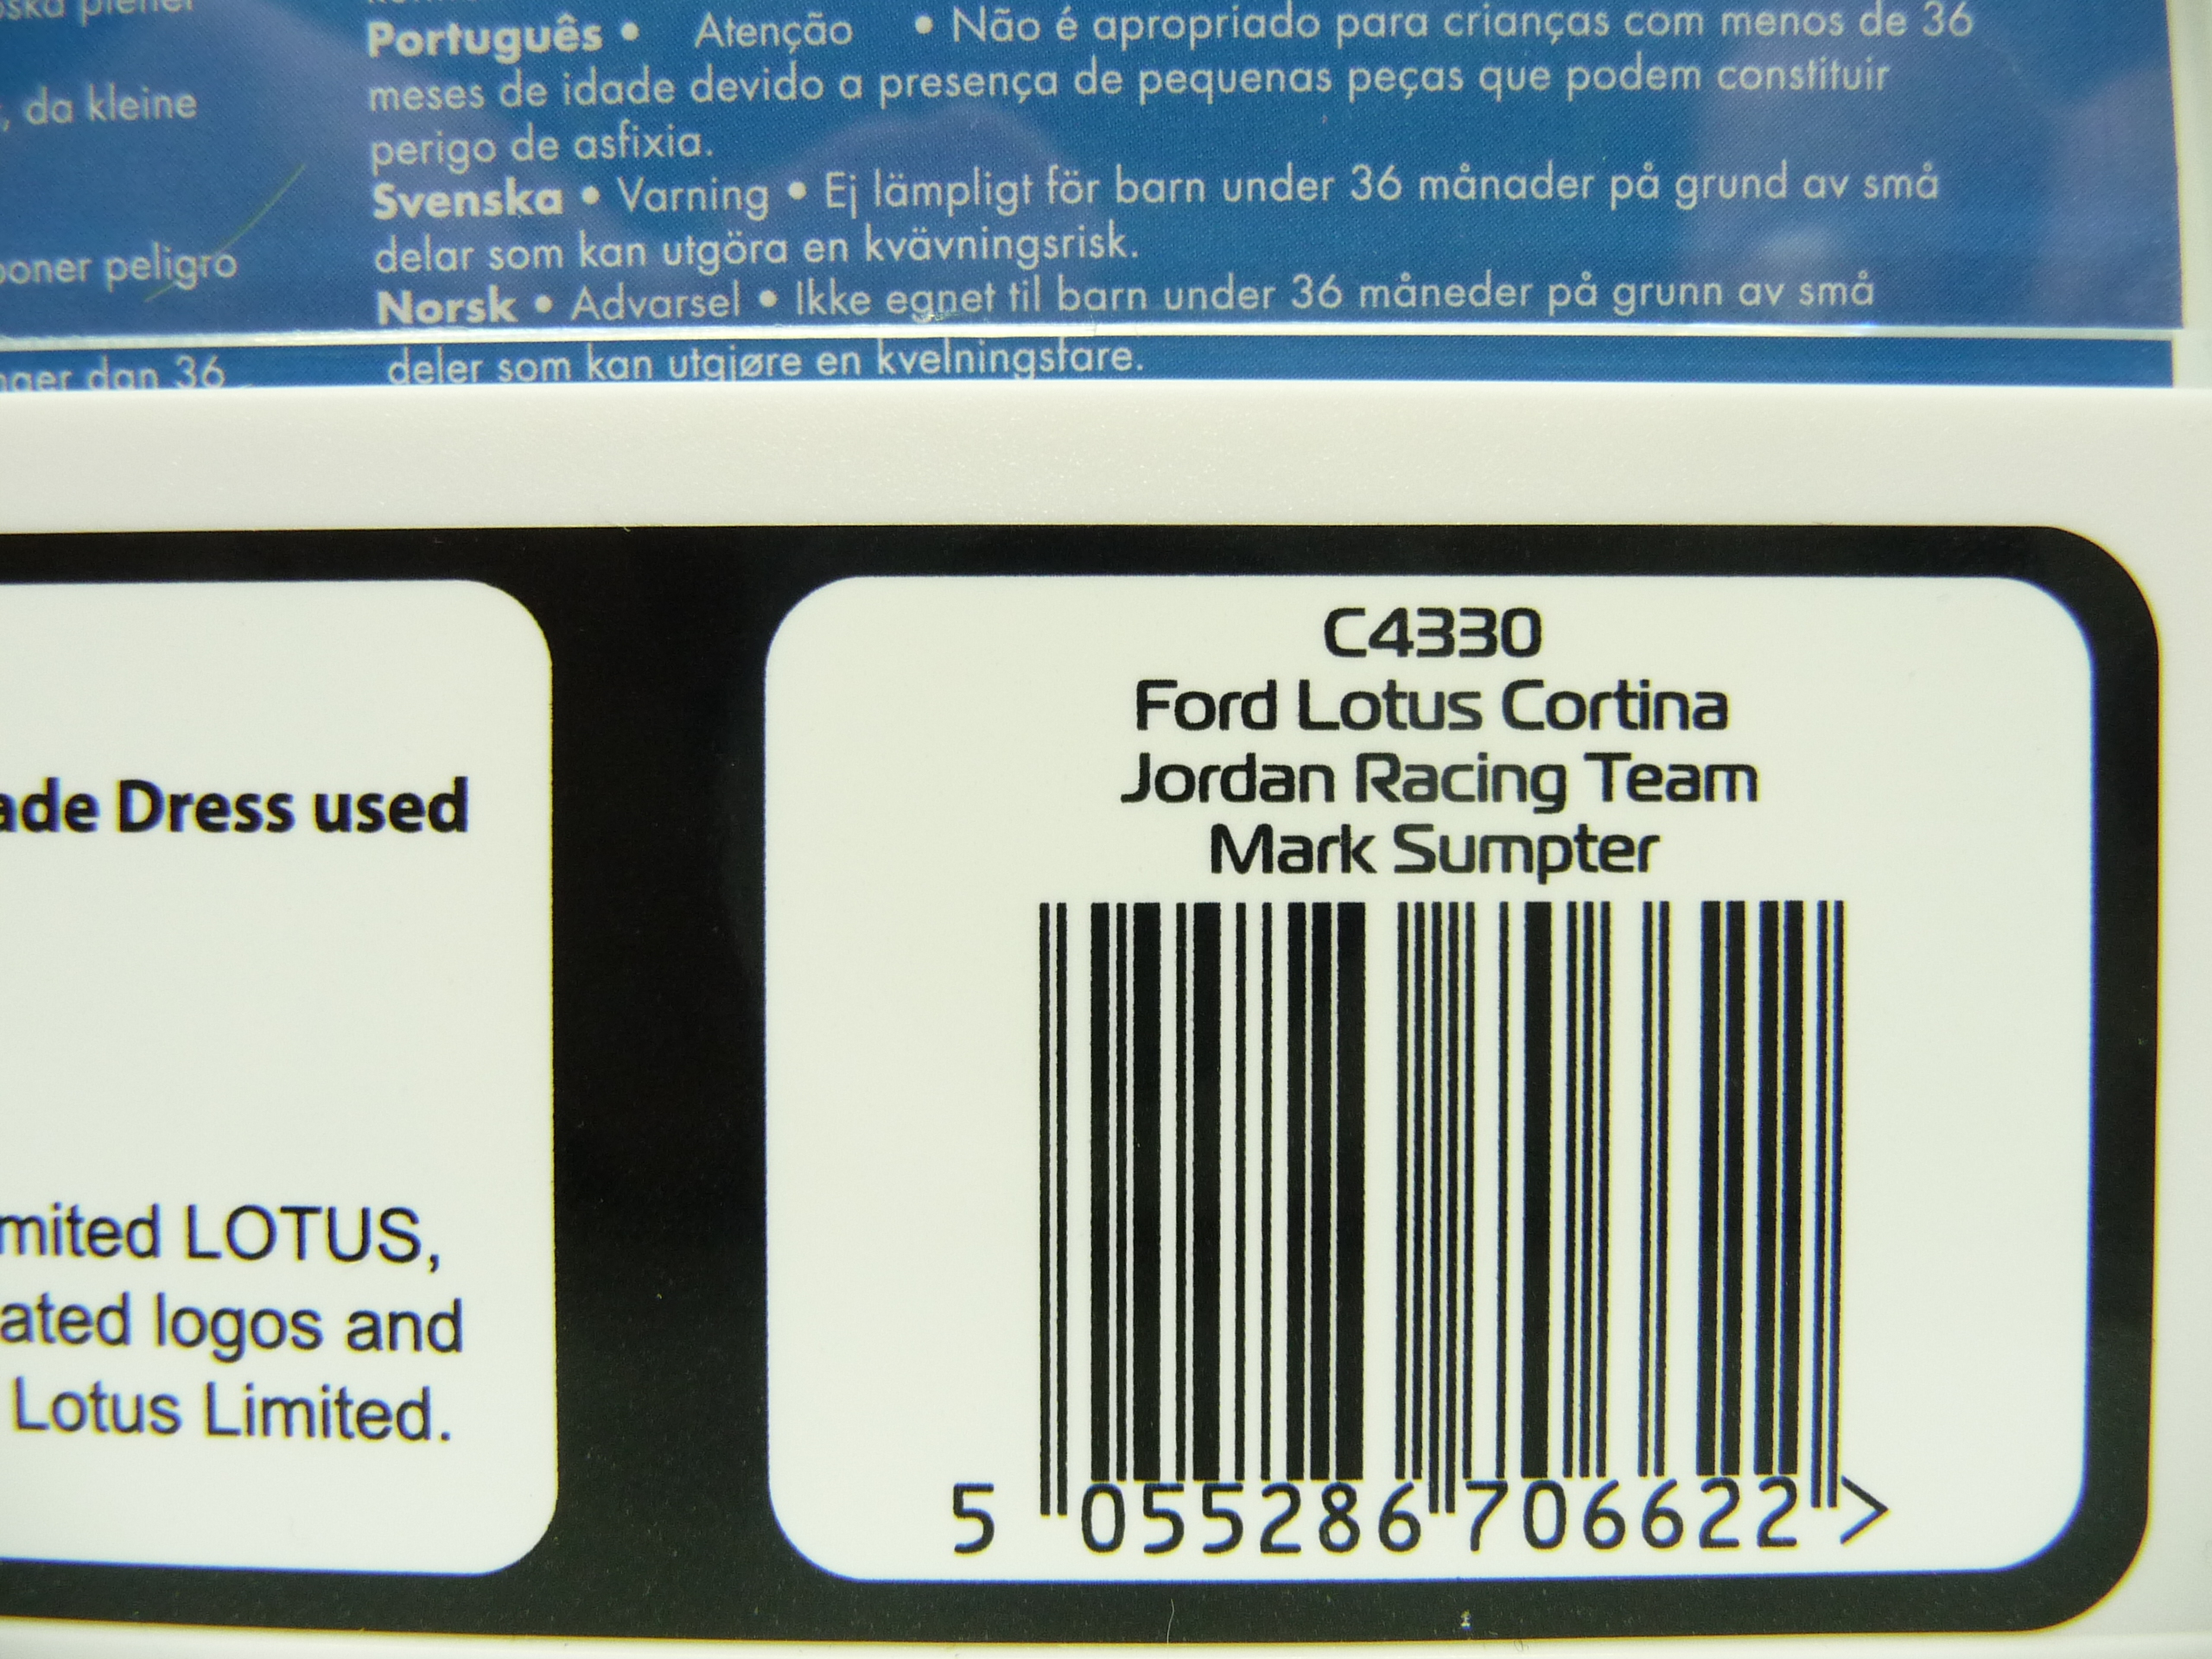 , da kleine
poner peligro
ger dan 36
Português • Atenção • Não é apropriado para crianças com menos de 36
meses de idade devido a presença de pequenas peças que podem constituir
perigo de asfixia.
Svenska • Varning • Ej lämpligt för barn under 36 månader på grund av små
delar som kan utgöra en kvävningsrisk.
Norsk • Advarsel • Ikke egnet til barn under 36 måneder på grunn av små
deler som kan utgjøre en kvelningsfare.
ade Dress used
mited LOTUS,
ated logos and
Lotus Limited.
C4330
Ford Lotus Cortina
Jordan Racing Team
Mark Sumpter
5 055286 706622 >